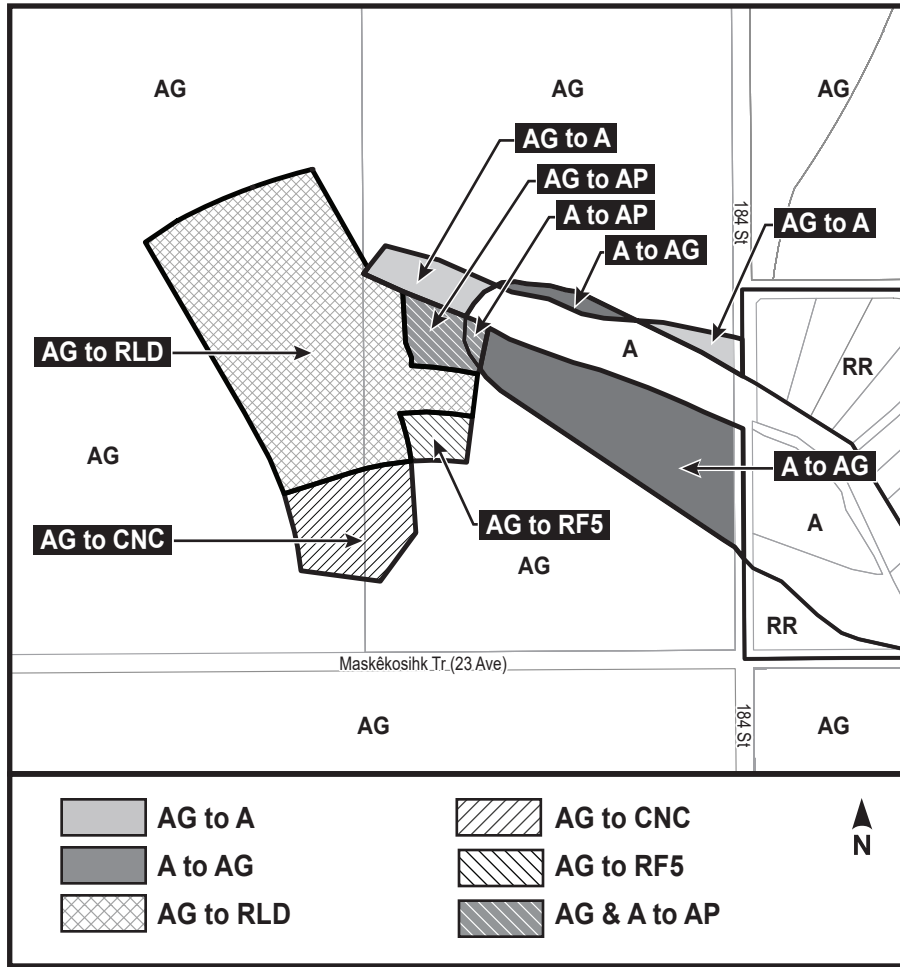 AG
AG
AG
AG to A
AG to AP
A to AP
184 St
AG to A
A to AG
AG to RLD
A
RR
AG
A to AG
AG to RF5
A
AG to CNC
AG
RR
Maskêkosihk Tr (23 Ave)
AG
184 St
AG
AG to A
AG to CNC
A to AG
AG to RF5
N
AG to RLD
AG & A to AP